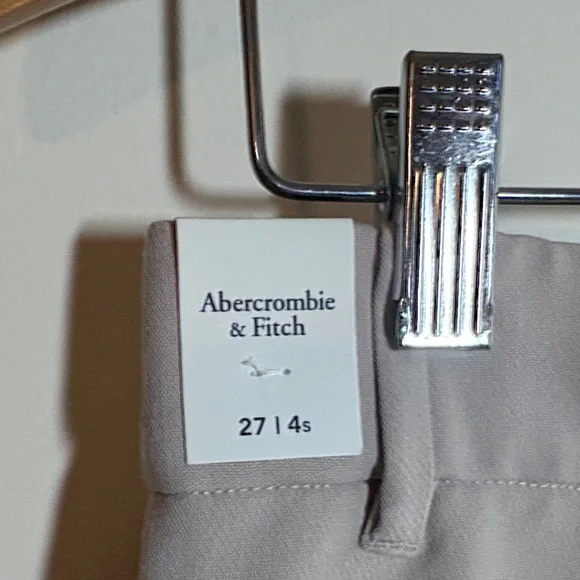 Abercrombie
& Fitch
27 | 4s